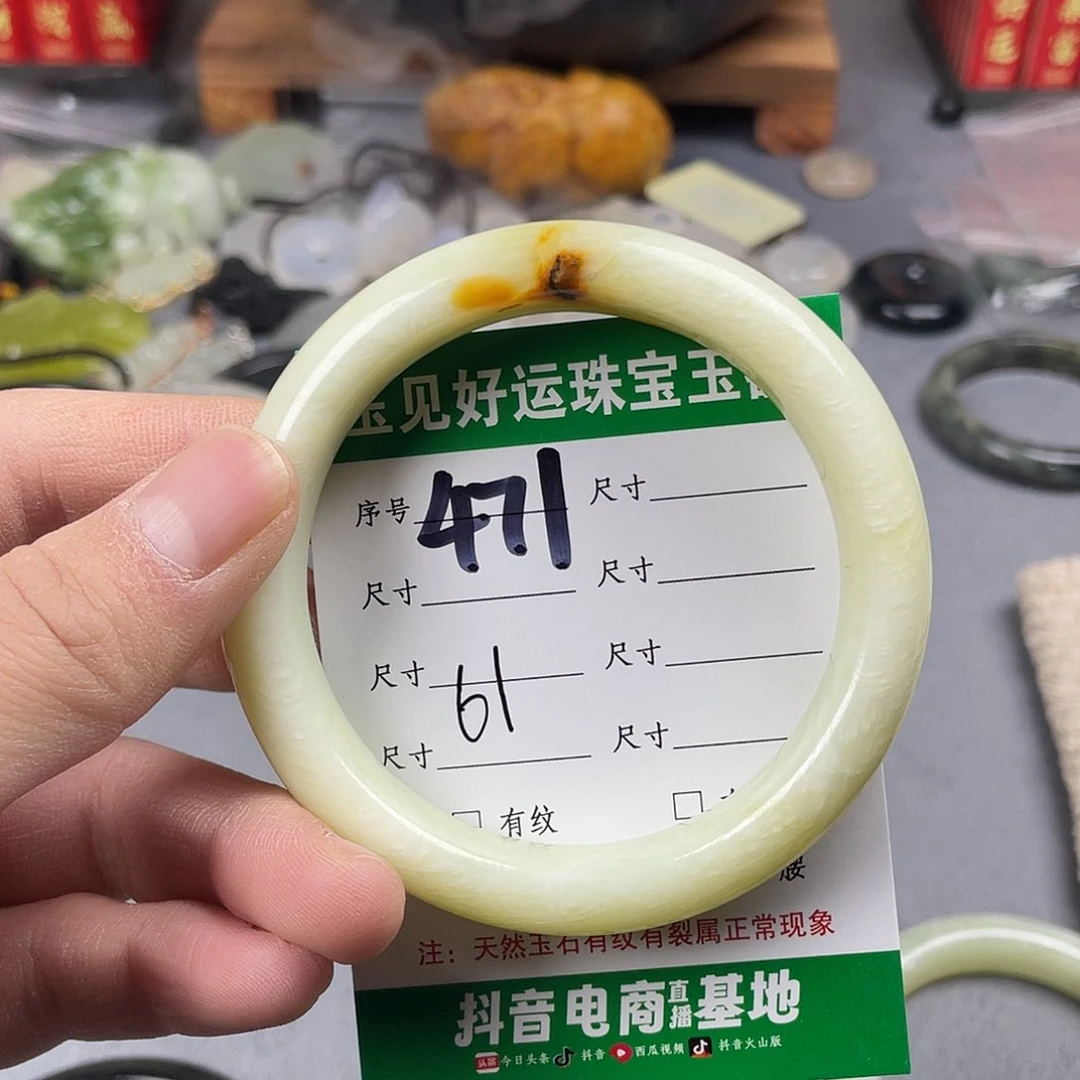 玉见好运珠宝玉
序号 471 尺寸
尺寸 尺寸
尺寸 61 尺寸
尺寸 尺寸
有纹
注：天然玉石有纹有裂属正常现象
抖音电商直播基地
头条 今日头条 抖音 西瓜视频 抖音火山版